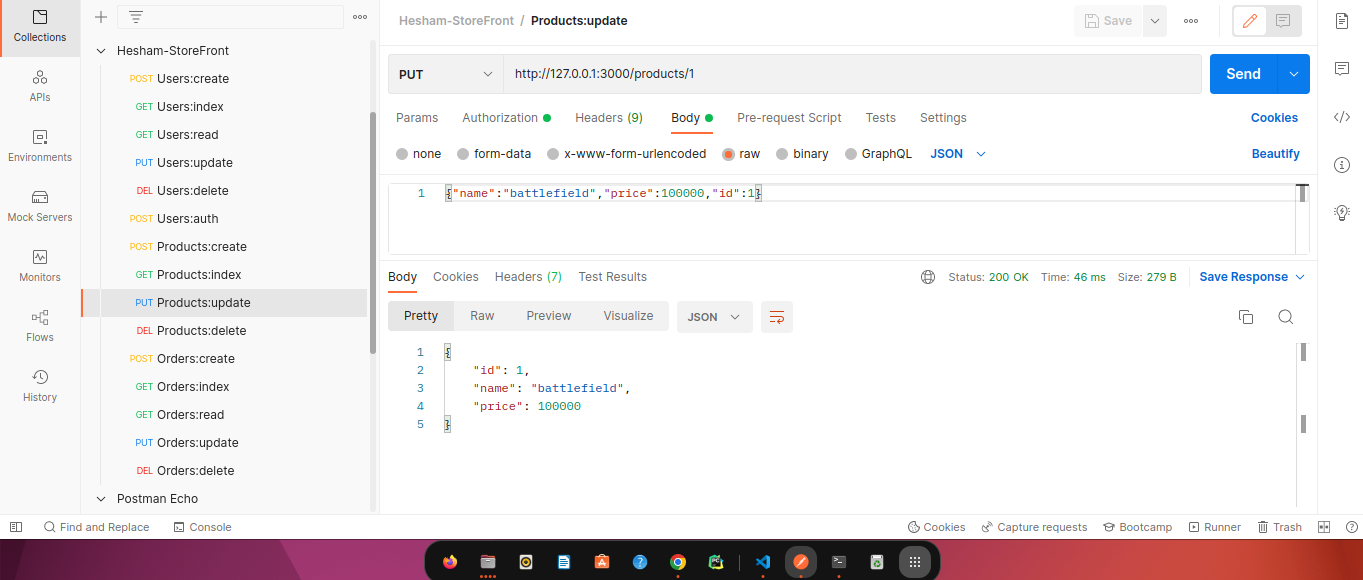 Collections
APIs
Environments
Mock Servers
Monitors
Flows
History
Hesham-StoreFront
POST Users:create
GET Users:index
GET Users:read
PUT Users:update
DEL Users:delete
POST Users:auth
POST Products:create
GET Products:index
PUT Products:update
DEL Products:delete
POST Orders:create
GET Orders:index
GET Orders:read
PUT Orders:update
DEL Orders:delete
Postman Echo
Hesham-StoreFront / Products:update
Save
PUT http://127.0.0.1:3000/products/1 Send
Params Authorization Headers (9) Body Pre-request Script Tests Settings Cookies
none form-data x-www-form-urlencoded raw binary GraphQL JSON Beautify
1 {"name":"battlefield","price":100000,"id":1}
Body Cookies Headers (7) Test Results Status: 200 OK Time: 46 ms Size: 279 B Save Response
Pretty Raw Preview Visualize JSON
1 {
2 "id": 1,
3 "name": "battlefield",
4 "price": 100000
5 }
Find and Replace Console Cookies Capture requests Bootcamp Runner Trash